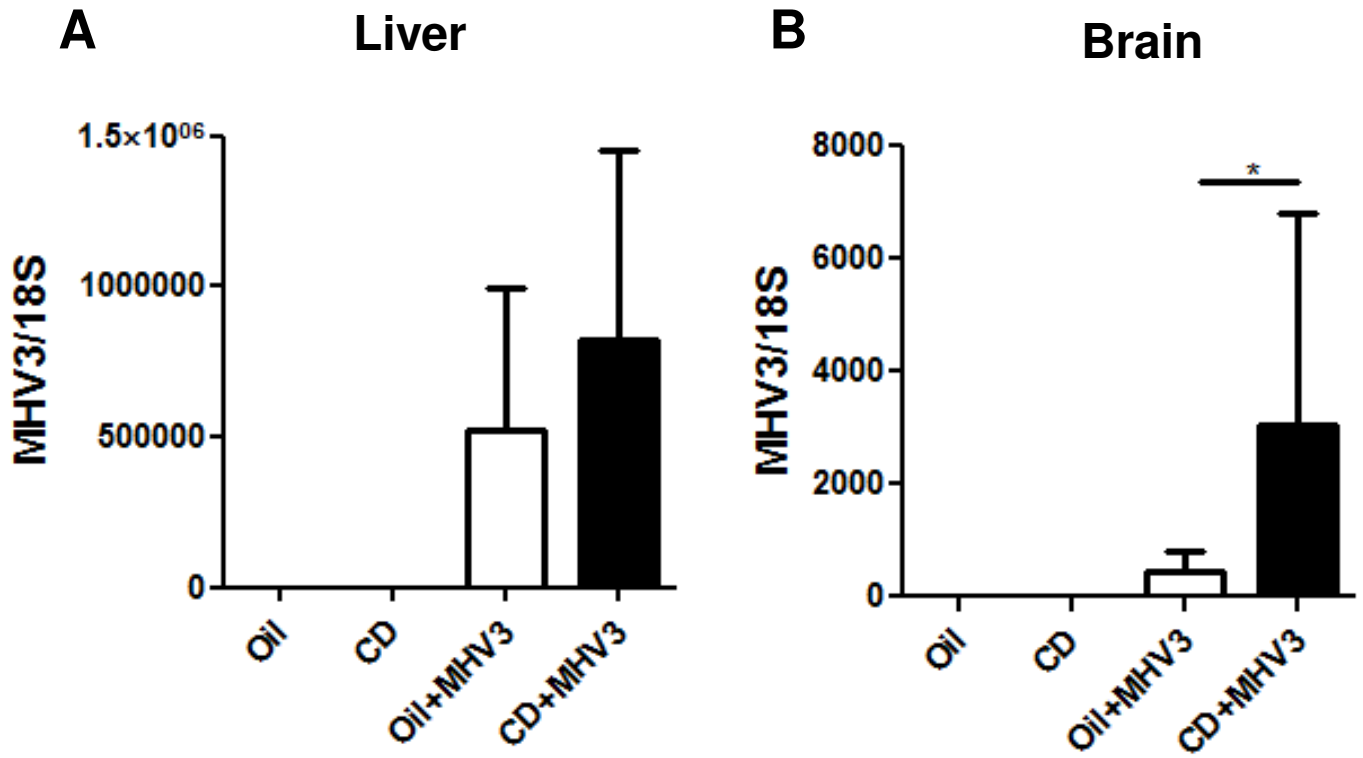 A
Liver
1.5×10⁰⁶
1000000
500000
0
MHV3/18S
Oil
CD
Oil+MHV3
CD+MHV3
B
Brain
8000
6000
4000
2000
0
MHV3/18S
*
Oil
CD
Oil+MHV3
CD+MHV3